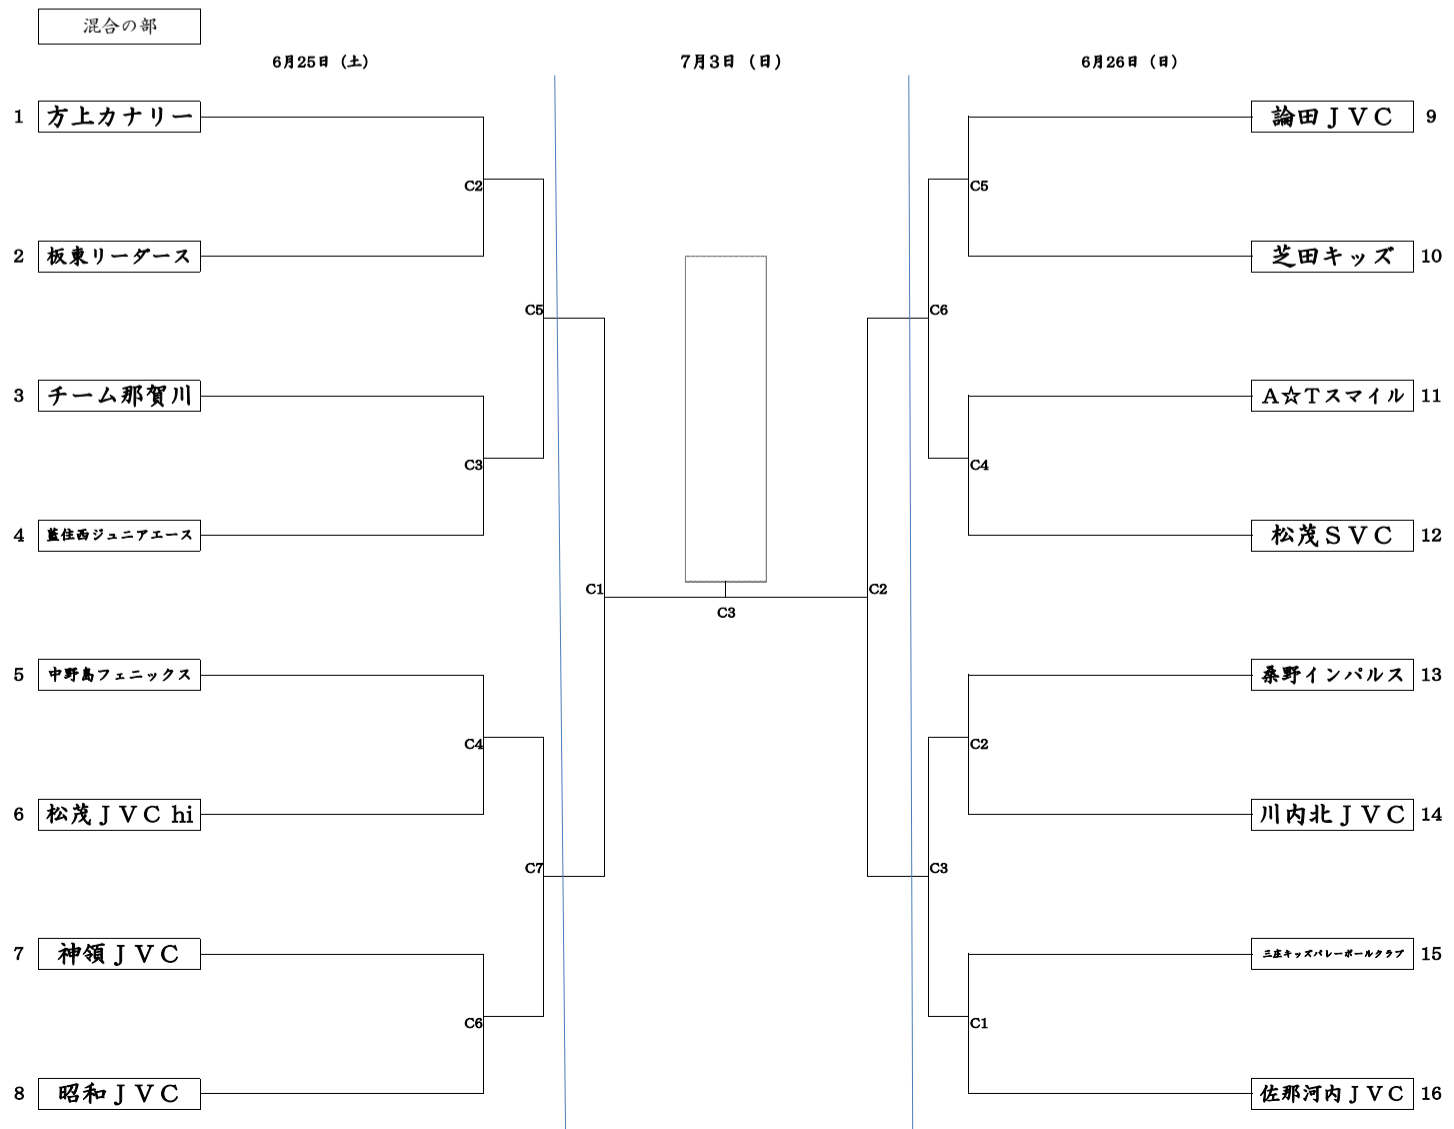 混合の部
6月25日（土）
7月3日（日）
6月26日（日）
1 方上カナリー
論田ＪＶＣ 9
C2
C5
2 板東リーダース
芝田キッズ 10
C5
C6
3 チーム那賀川
A☆Tスマイル 11
C3
C4
4 藍住西ジュニアエース
松茂ＳＶＣ 12
C1
C2
C3
5 中野島フェニックス
桑野インパルス 13
C4
C2
6 松茂ＪＶＣ hi
川内北ＪＶＣ 14
C7
C3
7 神領ＪＶＣ
三庄キッズバレーボールクラブ 15
C6
C1
8 昭和ＪＶＣ
佐那河内ＪＶＣ 16